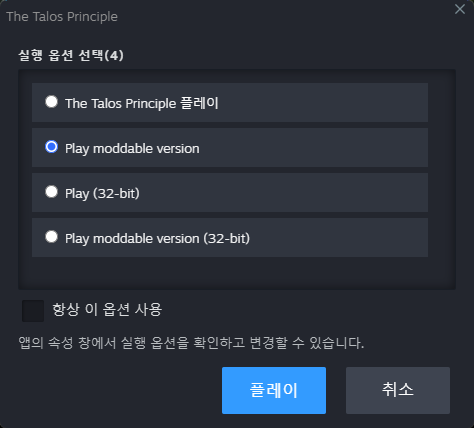 The Talos Principle
실행 옵션 선택(4)
The Talos Principle 플레이
Play moddable version
Play (32-bit)
Play moddable version (32-bit)
항상 이 옵션 사용
앱의 속성 창에서 실행 옵션을 확인하고 변경할 수 있습니다.
플레이
취소